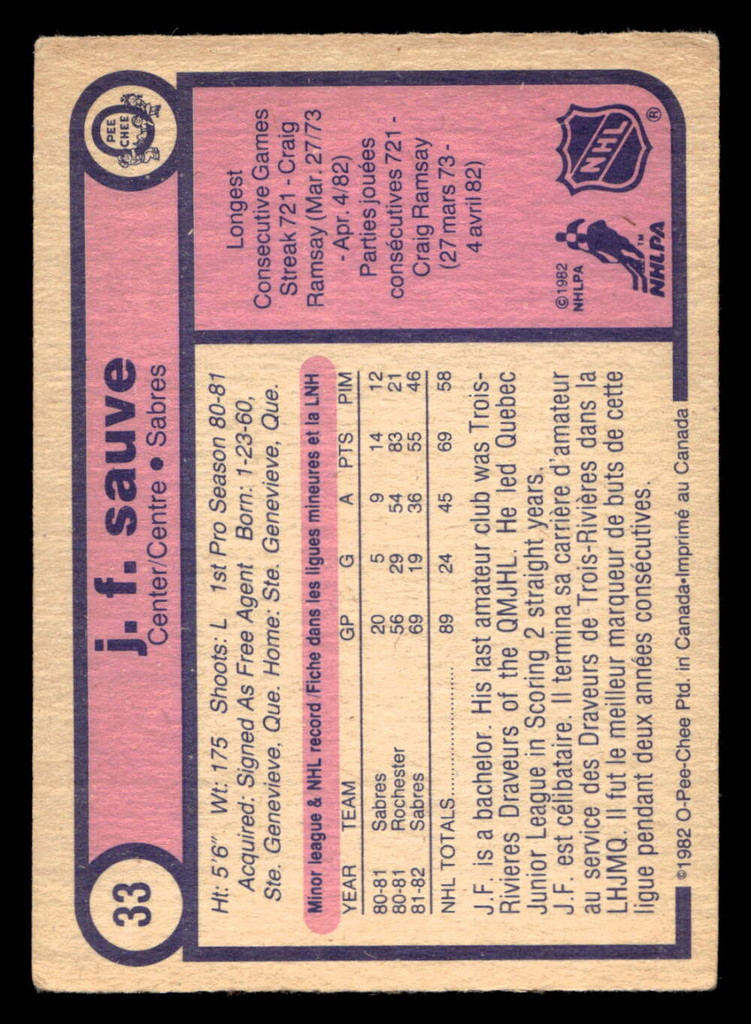 33
j. f. sauve
Center/Centre • Sabres
O
PEE
CHEE
Ht: 5'6" Wt: 175 Shoots: L 1st Pro Season 80-81
Acquired: Signed As Free Agent Born: 1-23-60,
Ste. Genevieve, Que. Home: Ste. Genevieve, Que.
Minor league & NHL record/Fiche dans les ligues mineures et la LNH
YEAR TEAM GP G A PTS PIM
80-81 Sabres 20 5 9 14 12
80-81 Rochester 56 29 54 83 21
81-82 Sabres 69 19 36 55 46
NHL TOTALS.......................... 89 24 45 69 58
J.F. is a bachelor. His last amateur club was Trois-
Rivieres Draveurs of the QMJHL. He led Quebec
Junior League in Scoring 2 straight years.
J.F. est célibataire. Il termina sa carrière d'amateur
au service des Draveurs de Trois-Rivières dans la
LHJMQ. Il fut le meilleur marqueur de buts de cette
ligue pendant deux années consécutives.
©1982 O-Pee-Chee Ptd. in Canada•Imprimé au Canada
Longest
Consecutive Games
Streak 721 - Craig
Ramsay (Mar. 27/73
- Apr. 4/82)
Parties jouées
consécutives 721 -
Craig Ramsay
(27 mars 73 -
4 avril 82)
©1982
NHLPA
TM
NHLPA
NHL
®